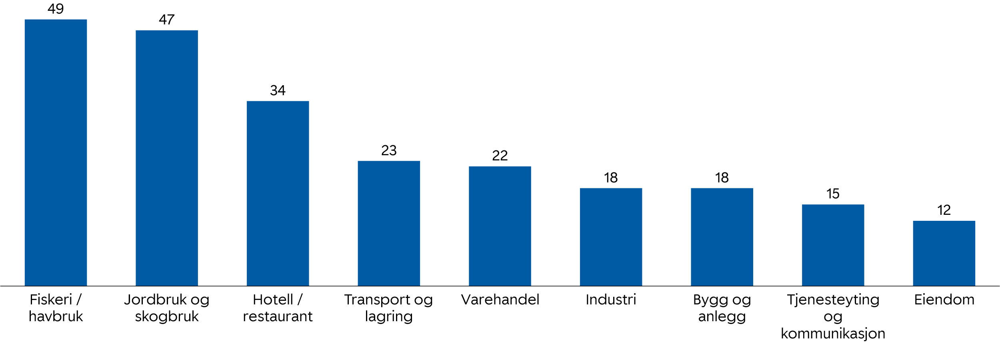 49
47
34
23
22
18
18
15
12
Fiskeri /
havbruk
Jordbruk og
skogbruk
Hotell /
restaurant
Transport og
lagring
Varehandel
Industri
Bygg og
anlegg
Tjenesteyting
og
kommunikasjon
Eiendom